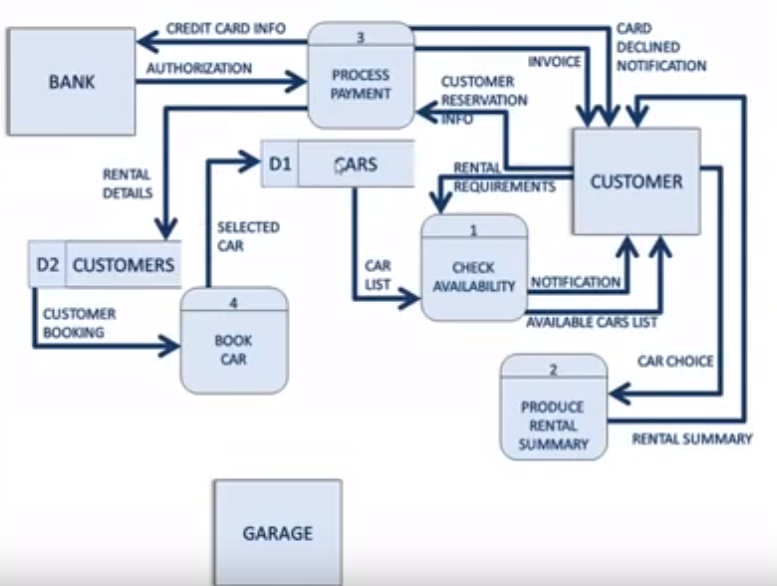 CREDIT CARD INFO
BANK
AUTHORIZATION
3
PROCESS
PAYMENT
CARD
DECLINED
NOTIFICATION
INVOICE
CUSTOMER
RESERVATION
INFO
RENTAL
DETAILS
D1 CARS
RENTAL
REQUIREMENTS
CUSTOMER
SELECTED
CAR
D2 CUSTOMERS
CAR
LIST
1
CHECK
AVAILABILITY
NOTIFICATION
AVAILABLE CARS LIST
CUSTOMER
BOOKING
4
BOOK
CAR
CAR CHOICE
2
PRODUCE
RENTAL
SUMMARY
RENTAL SUMMARY
GARAGE